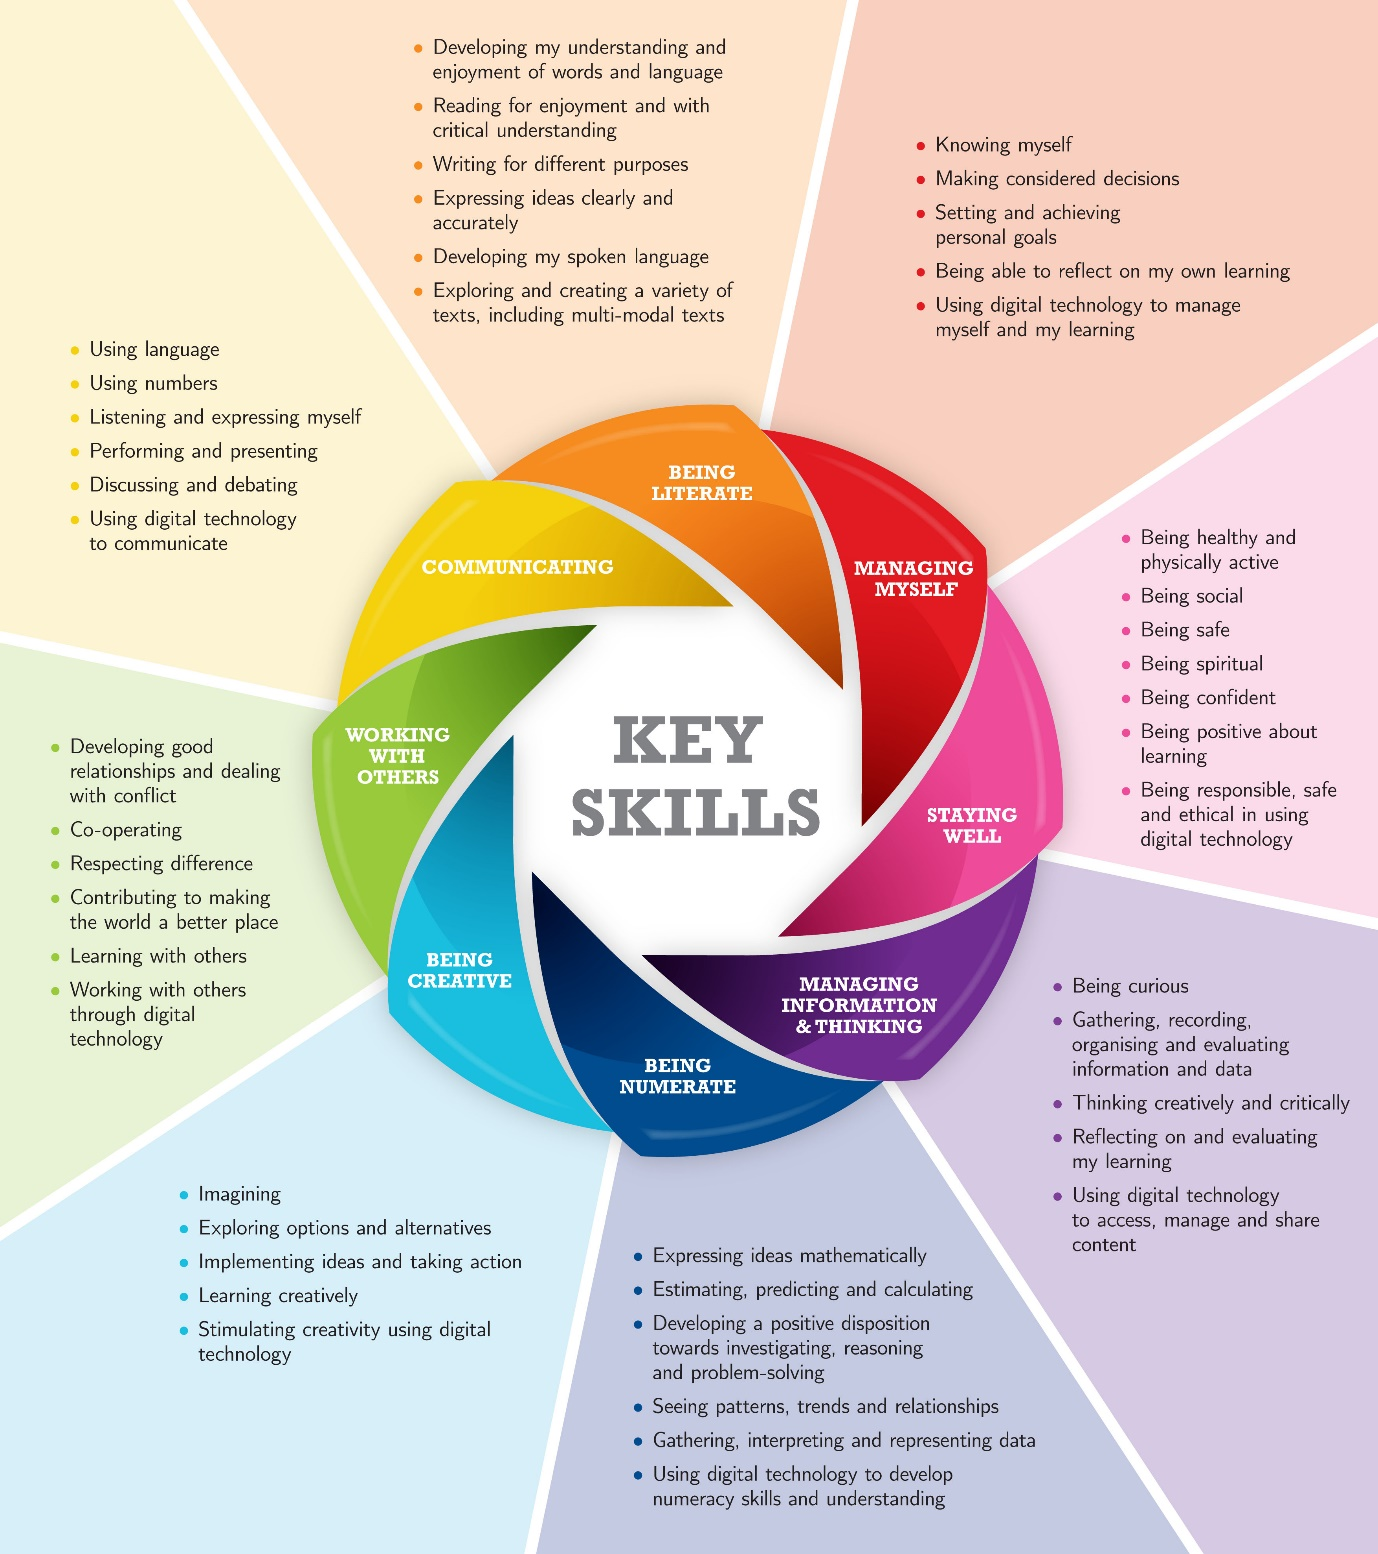 Developing my understanding and
enjoyment of words and language
Reading for enjoyment and with
critical understanding
Writing for different purposes
Expressing ideas clearly and
accurately
Developing my spoken language
Exploring and creating a variety of
texts, including multi-modal texts
Knowing myself
Making considered decisions
Setting and achieving
personal goals
Being able to reflect on my own learning
Using digital technology to manage
myself and my learning
Using language
Using numbers
Listening and expressing myself
Performing and presenting
Discussing and debating
Using digital technology
to communicate
BEING
LITERATE
COMMUNICATING
MANAGING
MYSELF
Being healthy and
physically active
Being social
Being safe
Being spiritual
Being confident
Being positive about
learning
Being responsible, safe
and ethical in using
digital technology
WORKING
WITH
OTHERS
KEY
SKILLS
STAYING
WELL
Developing good
relationships and dealing
with conflict
Co-operating
Respecting difference
Contributing to making
the world a better place
Learning with others
Working with others
through digital
technology
BEING
CREATIVE
MANAGING
INFORMATION
& THINKING
BEING
NUMERATE
Being curious
Gathering, recording,
organising and evaluating
information and data
Thinking creatively and critically
Reflecting on and evaluating
my learning
Using digital technology
to access, manage and share
content
Imagining
Exploring options and alternatives
Implementing ideas and taking action
Learning creatively
Stimulating creativity using digital
technology
Expressing ideas mathematically
Estimating, predicting and calculating
Developing a positive disposition
towards investigating, reasoning
and problem-solving
Seeing patterns, trends and relationships
Gathering, interpreting and representing data
Using digital technology to develop
numeracy skills and understanding